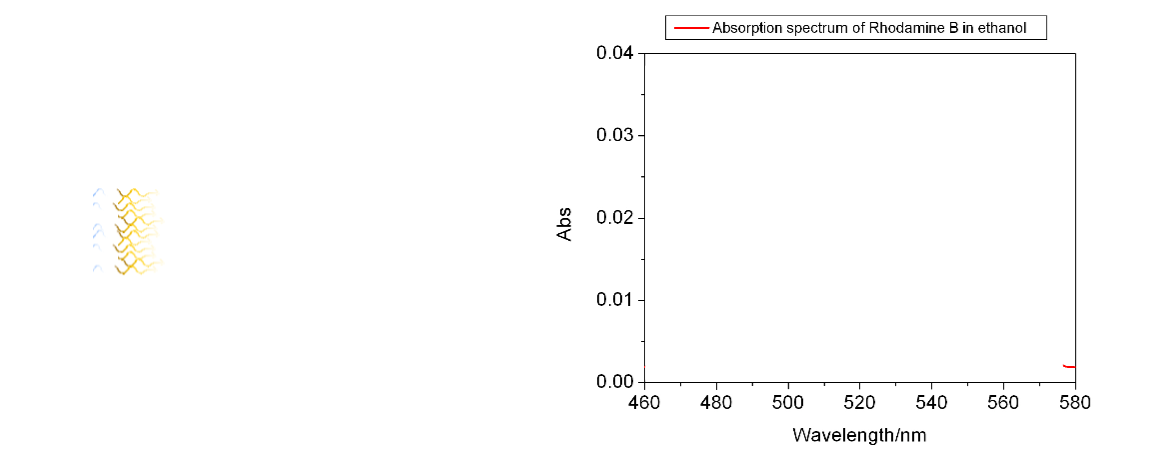 Absorption spectrum of Rhodamine B in ethanol
0.04
0.03
0.02
0.01
0.00
Abs
460 480 500 520 540 560 580
Wavelength/nm